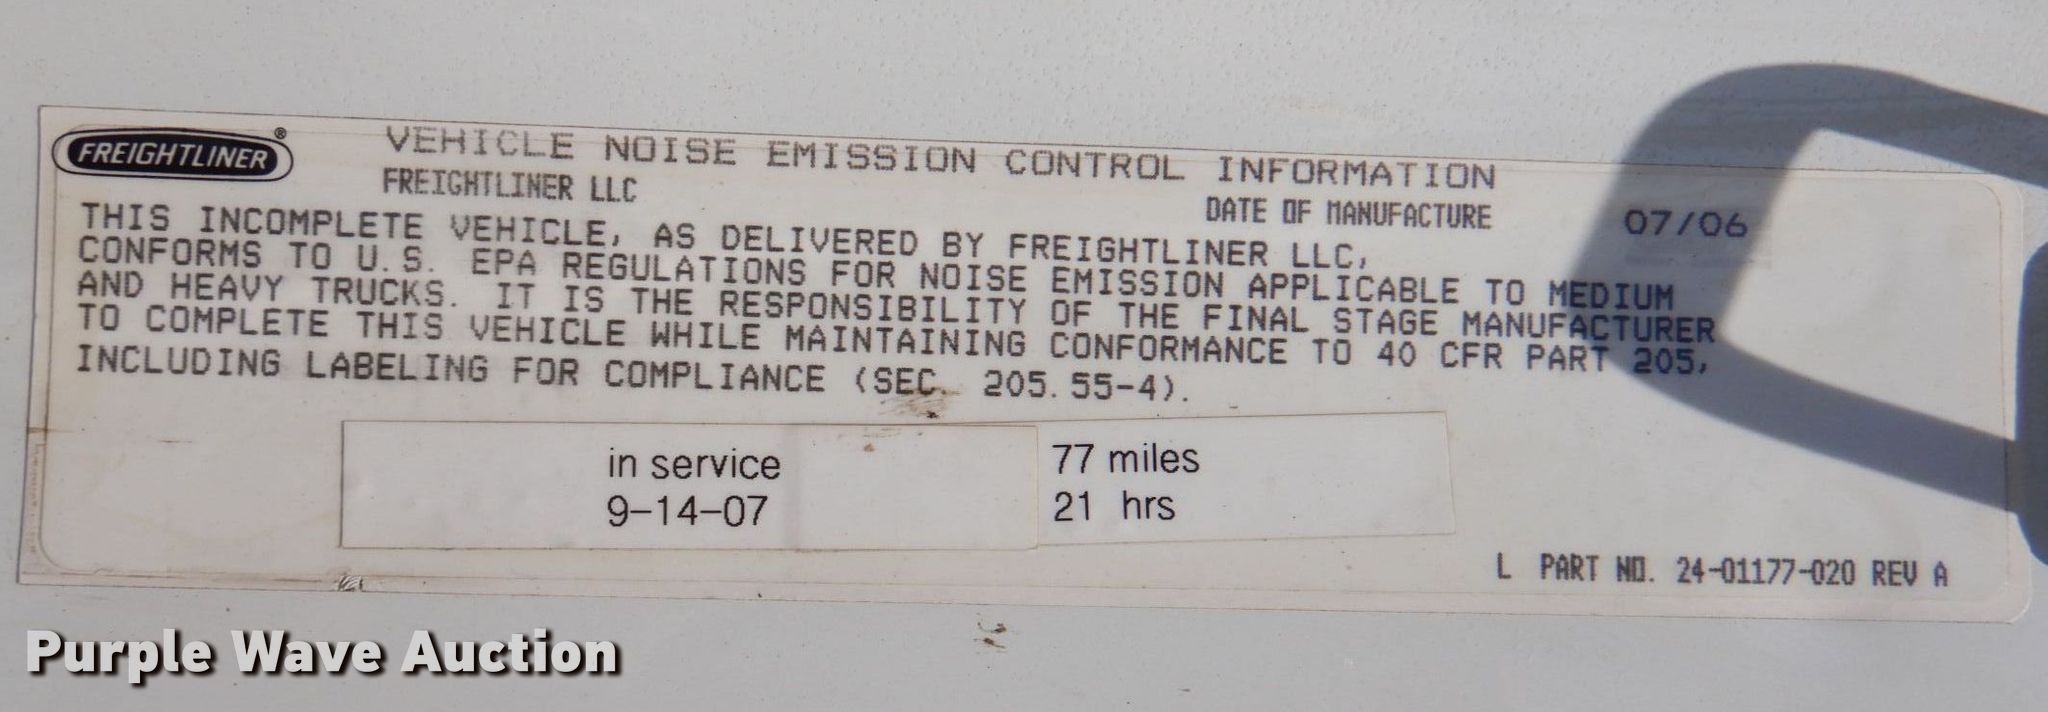 FREIGHTLINER®
VEHICLE NOISE EMISSION CONTROL INFORMATION
FREIGHTLINER LLC
DATE OF MANUFACTURE 07/06
THIS INCOMPLETE VEHICLE, AS DELIVERED BY FREIGHTLINER LLC,
CONFORMS TO U.S. EPA REGULATIONS FOR NOISE EMISSION APPLICABLE TO MEDIUM
AND HEAVY TRUCKS. IT IS THE RESPONSIBILITY OF THE FINAL STAGE MANUFACTURER
TO COMPLETE THIS VEHICLE WHILE MAINTAINING CONFORMANCE TO 40 CFR PART 205,
INCLUDING LABELING FOR COMPLIANCE (SEC. 205.55-4).
in service
9-14-07
77 miles
21 hrs
L PART NO. 24-01177-020 REV A
Purple Wave Auction